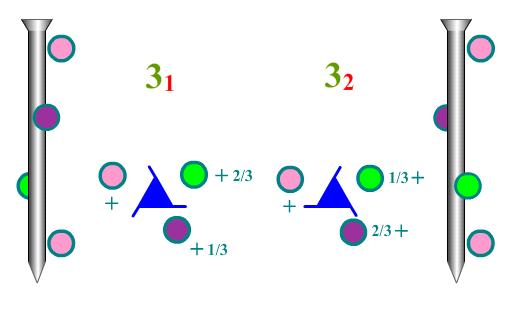 3₁ 3₂
+ 2/3 1/3 +
+ +
+ 1/3 2/3 +